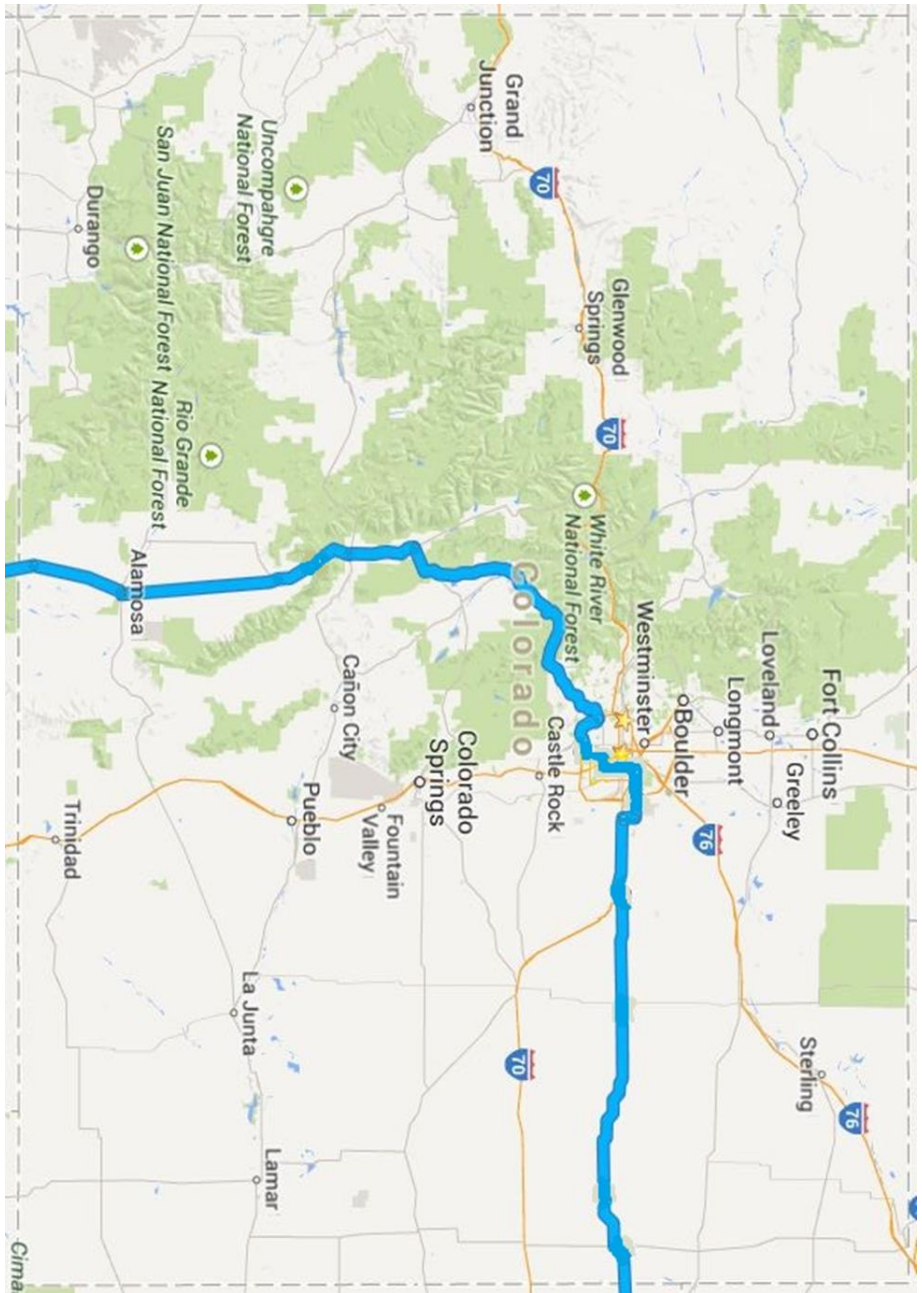 76
Fort Collins
Sterling
Greeley
Loveland
Longmont
76
Boulder
Westminster
Glenwood
Springs
70
White River
National Forest
70
Castle Rock
Colorado
70
Grand
Junction
Colorado
Springs
Fountain
Valley
Cañon City
Pueblo
Uncompahgre
National Forest
Lamar
La Junta
Rio Grande
National Forest
San Juan National Forest
Alamosa
Durango
Trinidad
Cima